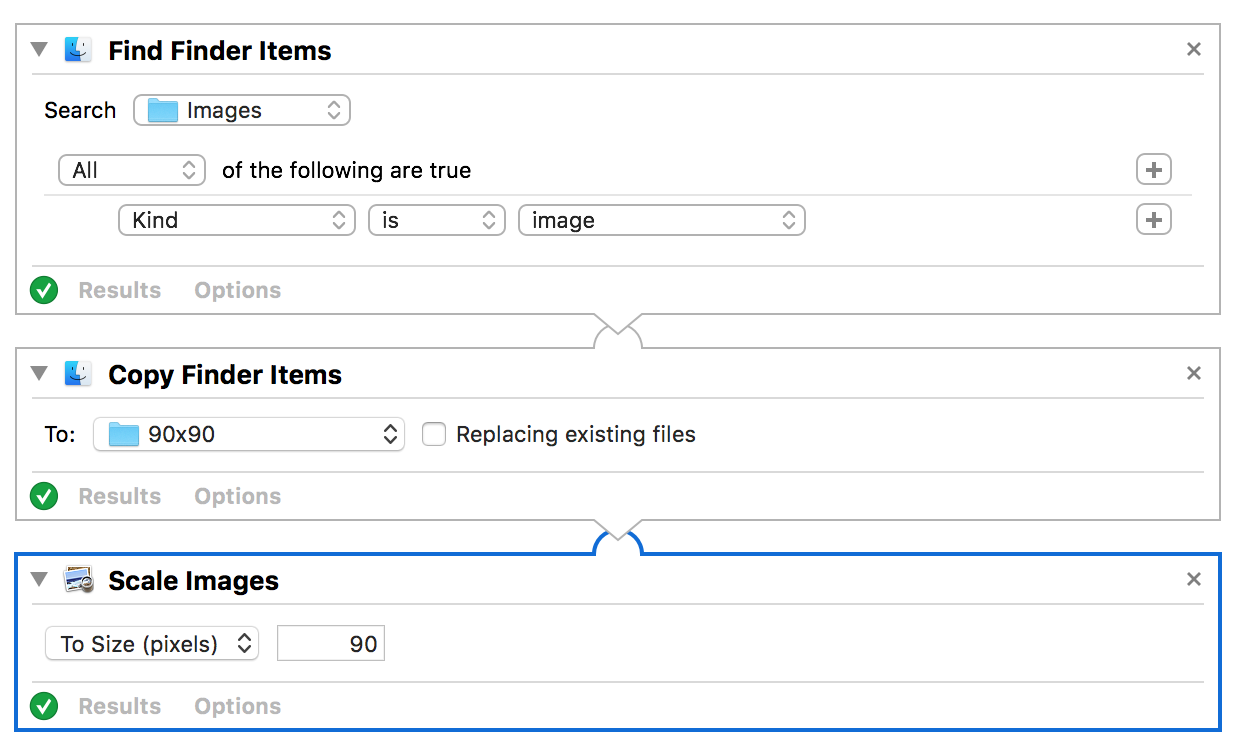 Find Finder Items
Search Images
All of the following are true
Kind is image
Results Options
Copy Finder Items
To: 90x90 Replacing existing files
Results Options
Scale Images
To Size (pixels) 90
Results Options